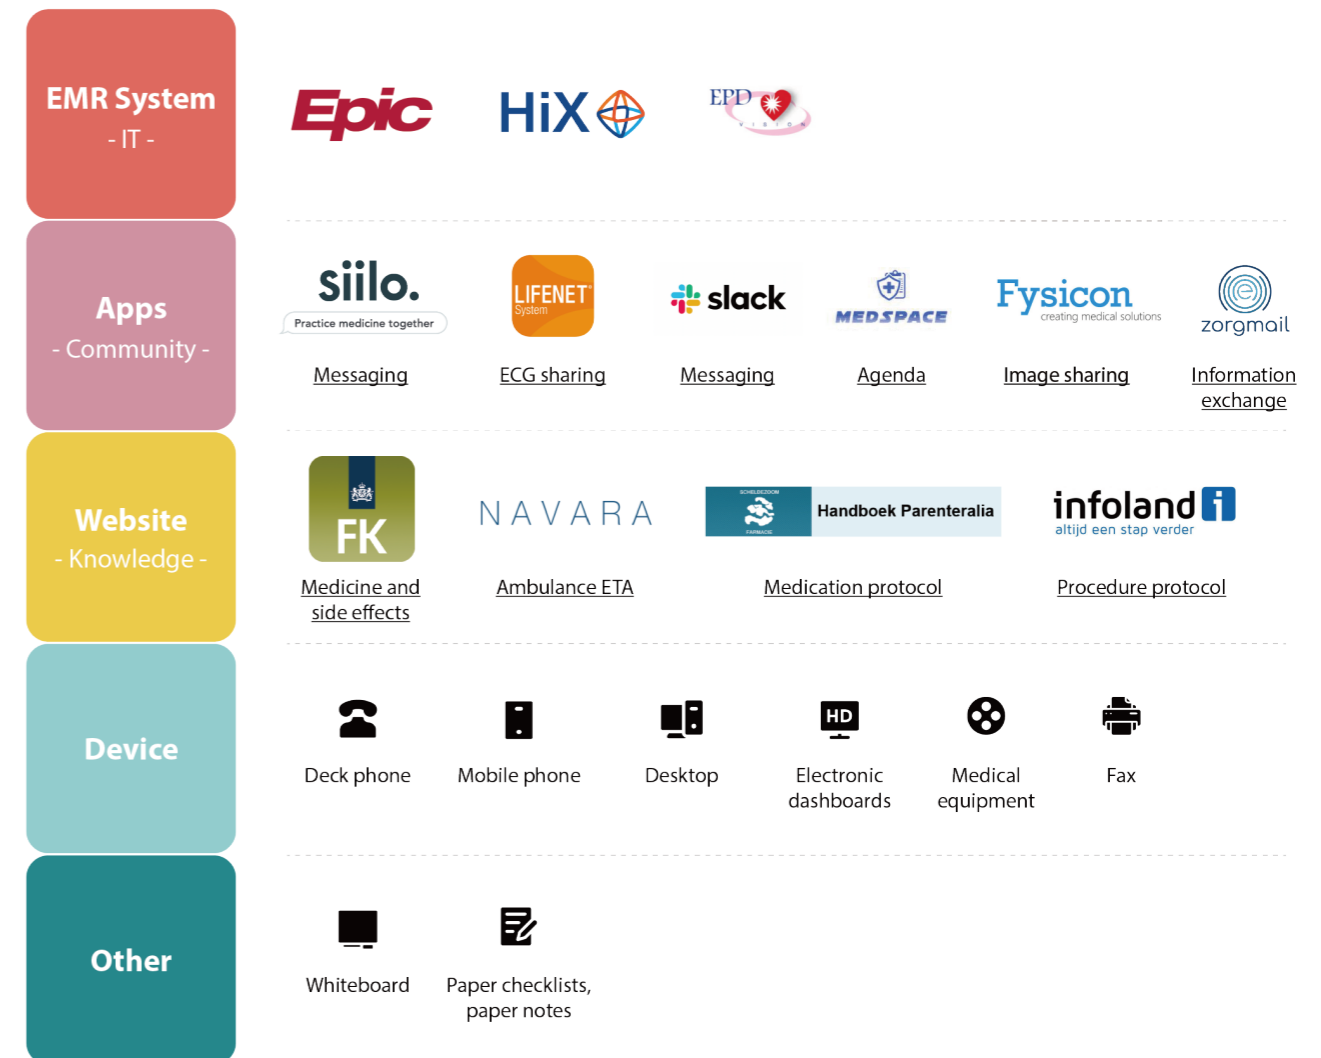 EMR System
- IT -
Epic
HiX
EPD
VISION
Apps
- Community -
siilo.
Practice medicine together
Messaging
LIFENET®
System
ECG sharing
slack
Messaging
MEDSPACE
Agenda
Fysicon
creating medical solutions
Image sharing
e
zorgmail
Information
exchange
Website
- Knowledge -
FK
Medicine and
side effects
NAVARA
Ambulance ETA
SCHELDEZOOM
FARMACIE
Handboek Parenteralia
Medication protocol
infoland i
altijd een stap verder
Procedure protocol
Device
Deck phone
Mobile phone
Desktop
HD
Electronic
dashboards
Medical
equipment
Fax
Other
Whiteboard
Paper checklists,
paper notes